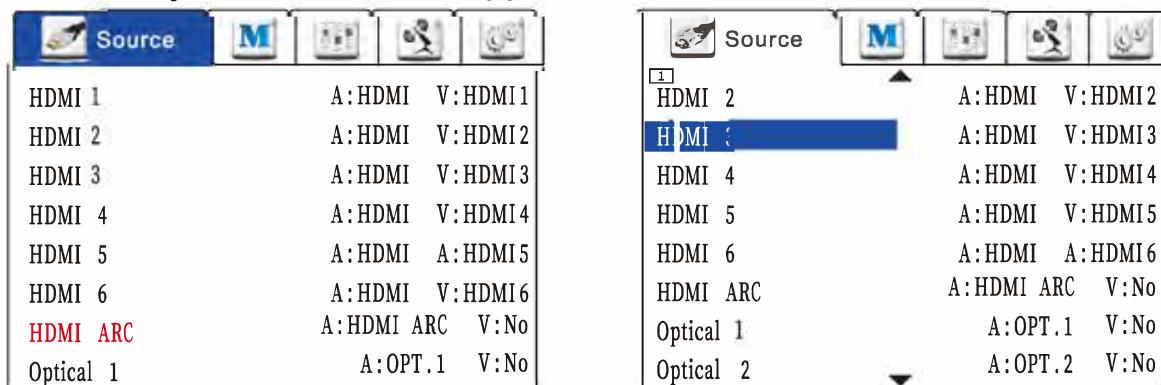 Source M
HDMI 1 A:HDMI V:HDMI1
HDMI 2 A:HDMI V:HDMI2
HDMI 3 A:HDMI V:HDMI3
HDMI 4 A:HDMI V:HDMI4
HDMI 5 A:HDMI A:HDMI5
HDMI 6 A:HDMI V:HDMI6
HDMI ARC A:HDMI ARC V:No
Optical 1 A:OPT.1 V:No
Source M
1
HDMI 2 A:HDMI V:HDMI2
HDMI 3 A:HDMI V:HDMI3
HDMI 4 A:HDMI V:HDMI4
HDMI 5 A:HDMI V:HDMI5
HDMI 6 A:HDMI A:HDMI6
HDMI ARC A:HDMI ARC V:No
Optical 1 A:OPT.1 V:No
Optical 2 A:OPT.2 V:No